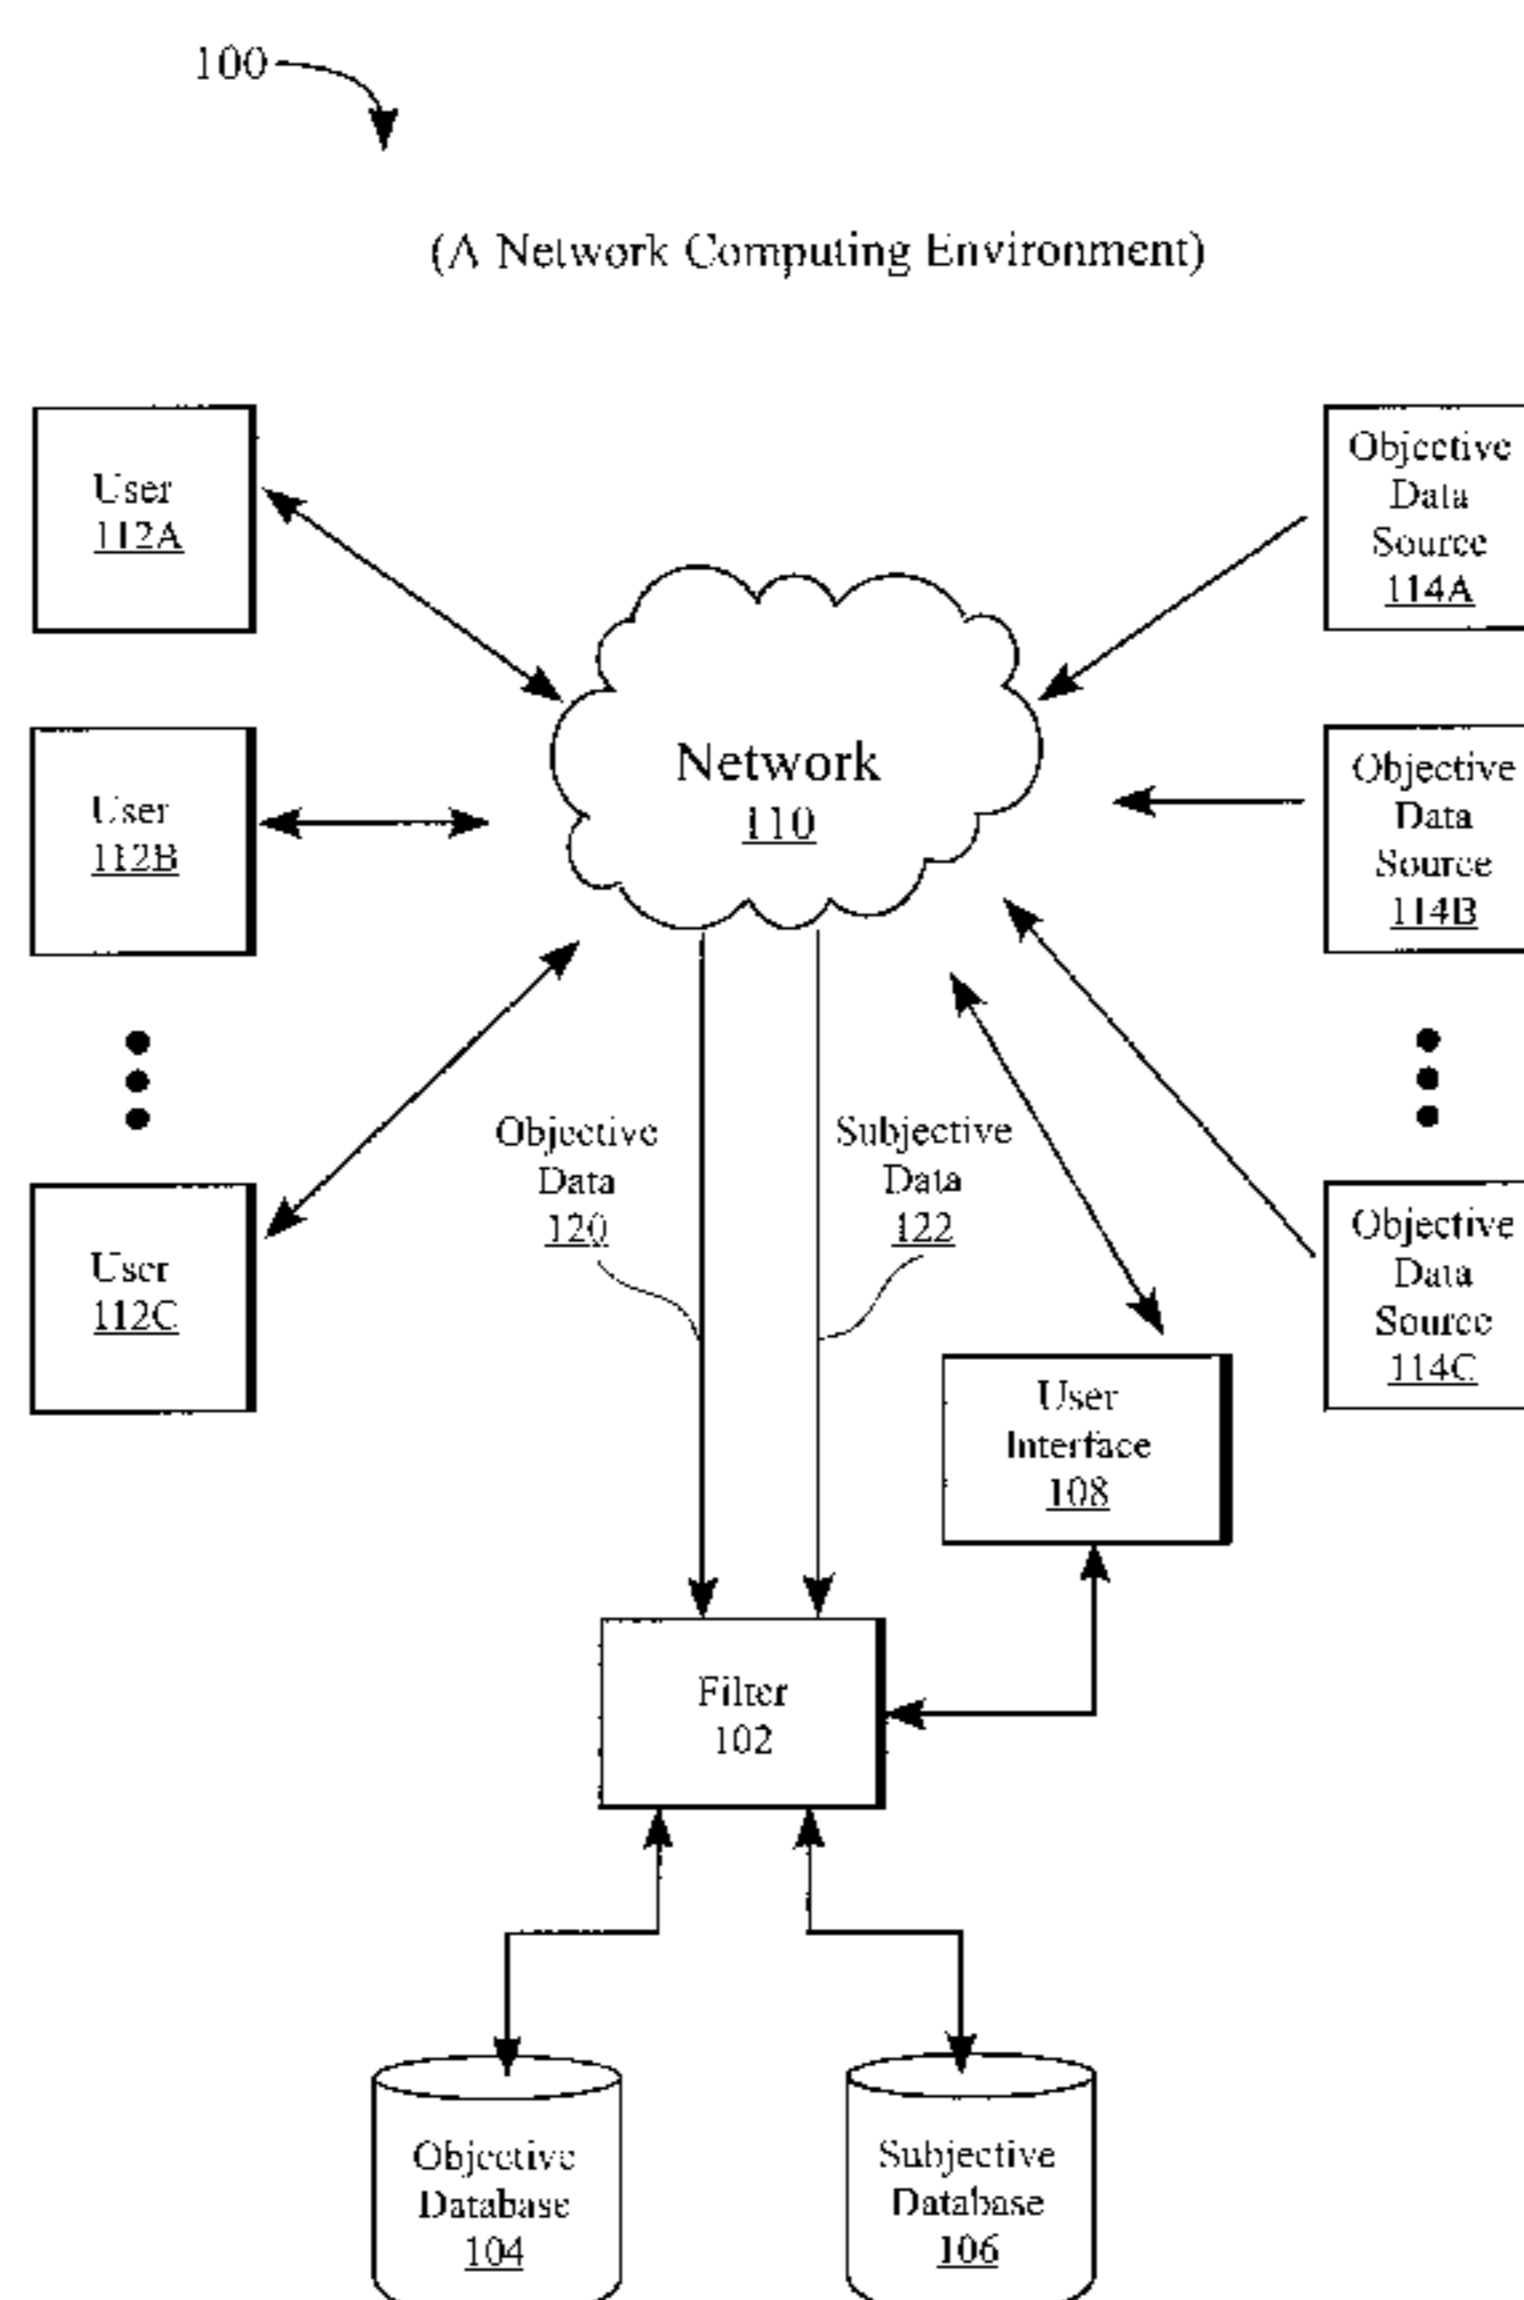 100
(A Network Computing Environment)
User
112A
Objective
Data
Source
114A
Network
110
User
112B
Objective
Data
Source
114B
Objective
Data
120
Subjective
Data
122
User
112C
Objective
Data
Source
114C
User
Interface
108
Filter
102
Objective
Database
104
Subjective
Database
106